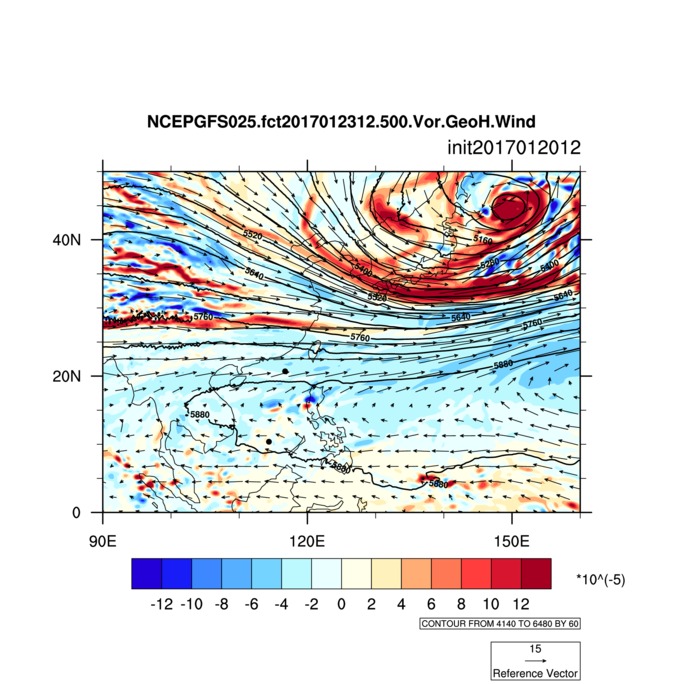 NCEPGFS025.fct2017012312.500.Vor.GeoH.Wind
init2017012012
40N
20N
0
90E 120E 150E
5520
5640
5760
5400
5520
5160
5280
5400
5640
5640
5760
5760
5880
5880
5880
5880
-12 -10 -8 -6 -4 -2 0 2 4 6 8 10 12
*10^(-5)
CONTOUR FROM 4140 TO 6480 BY 60
15
Reference Vector